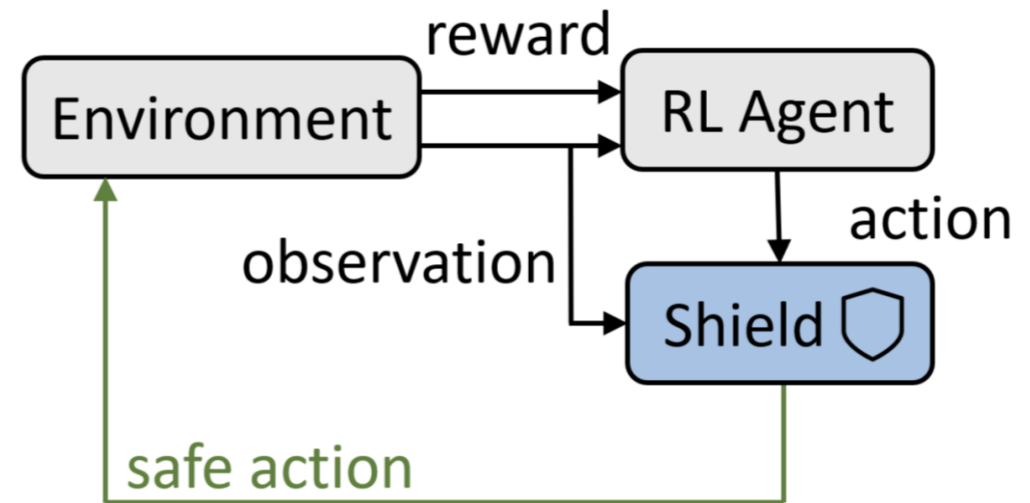 reward
Environment
RL Agent
action
observation
Shield
safe action